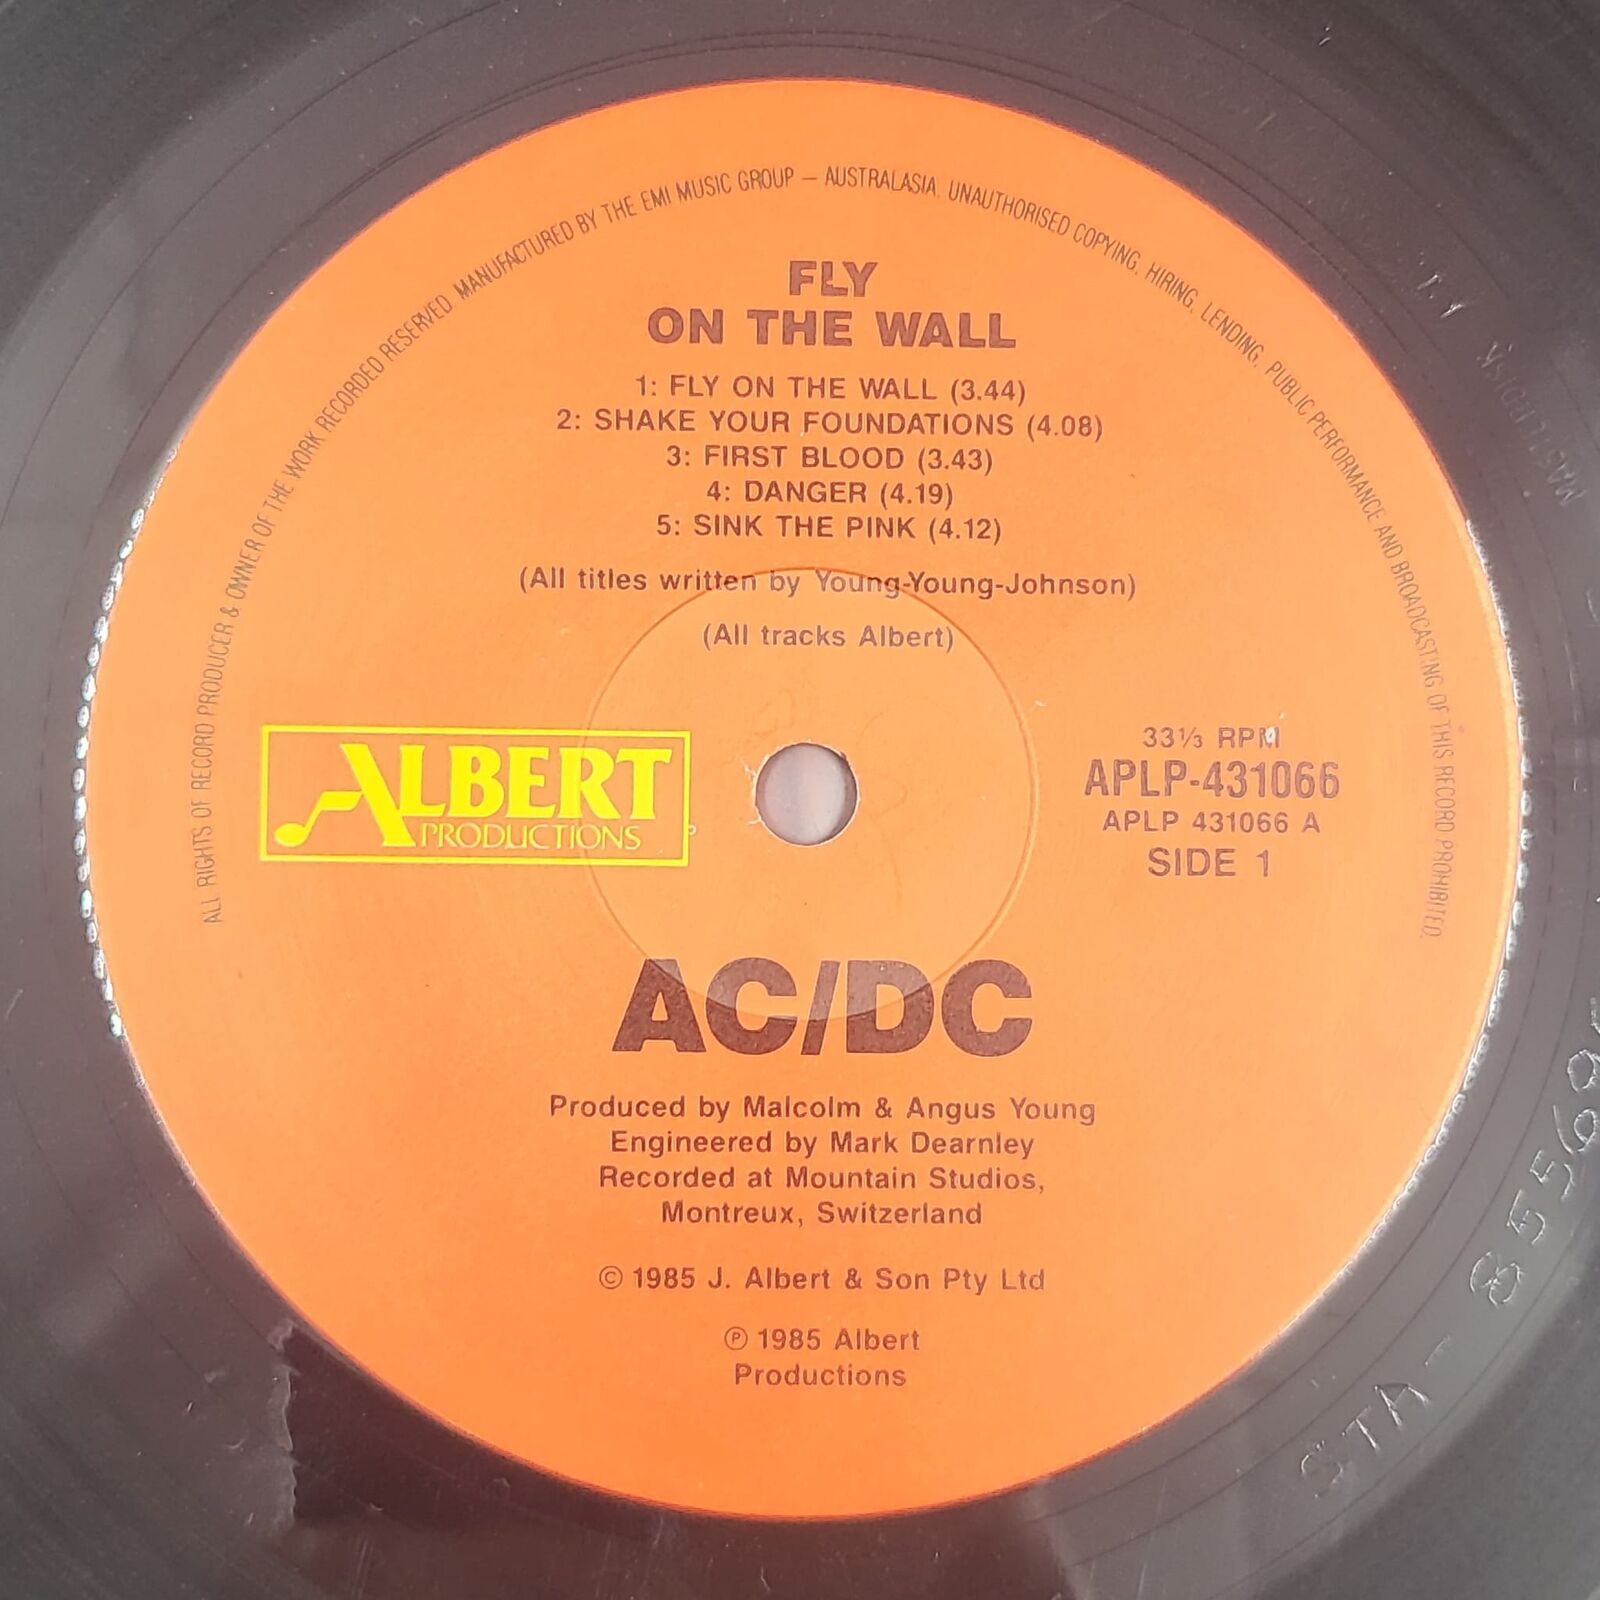 ALL RIGHTS OF RECORD PRODUCER & OWNER OF THE WORK RECORDED RESERVED. MANUFACTURED BY THE EMI MUSIC GROUP – AUSTRALASIA. UNAUTHORISED COPYING, HIRING, LENDING, PUBLIC PERFORMANCE AND BROADCASTING OF THIS RECORD PROHIBITED.
FLY
ON THE WALL
1: FLY ON THE WALL (3.44)
2: SHAKE YOUR FOUNDATIONS (4.08)
3: FIRST BLOOD (3.43)
4: DANGER (4.19)
5: SINK THE PINK (4.12)
(All titles written by Young-Young-Johnson)
(All tracks Albert)
ALBERT
PRODUCTIONS
33⅓ RPM
APLP-431066
APLP 431066 A
SIDE 1
AC/DC
Produced by Malcolm & Angus Young
Engineered by Mark Dearnley
Recorded at Mountain Studios,
Montreux, Switzerland
© 1985 J. Albert & Son Pty Ltd
℗ 1985 Albert
Productions
STA -